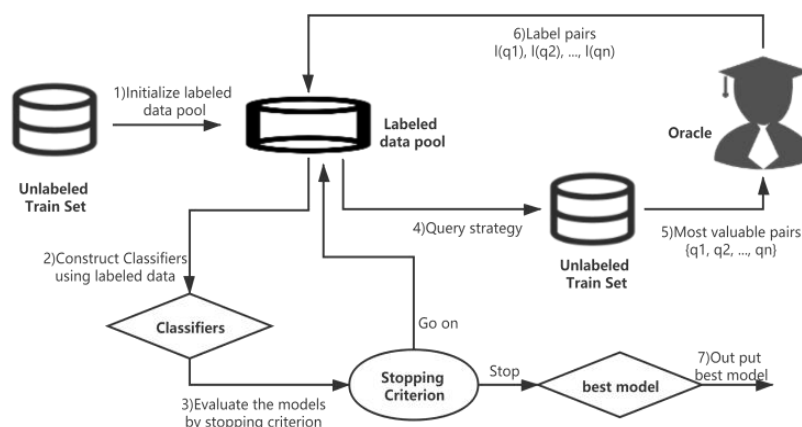 6)Label pairs
l(q1), l(q2), ..., l(qn)
1)Initialize labeled
data pool
Labeled
data pool
Oracle
Unlabeled
Train Set
4)Query strategy
5)Most valuable pairs
{q1, q2, ..., qn}
Unlabeled
Train Set
2)Construct Classifiers
using labeled data
Classifiers
Go on
Stopping
Criterion
Stop
best model
7)Out put
best model
3)Evaluate the models
by stopping criterion